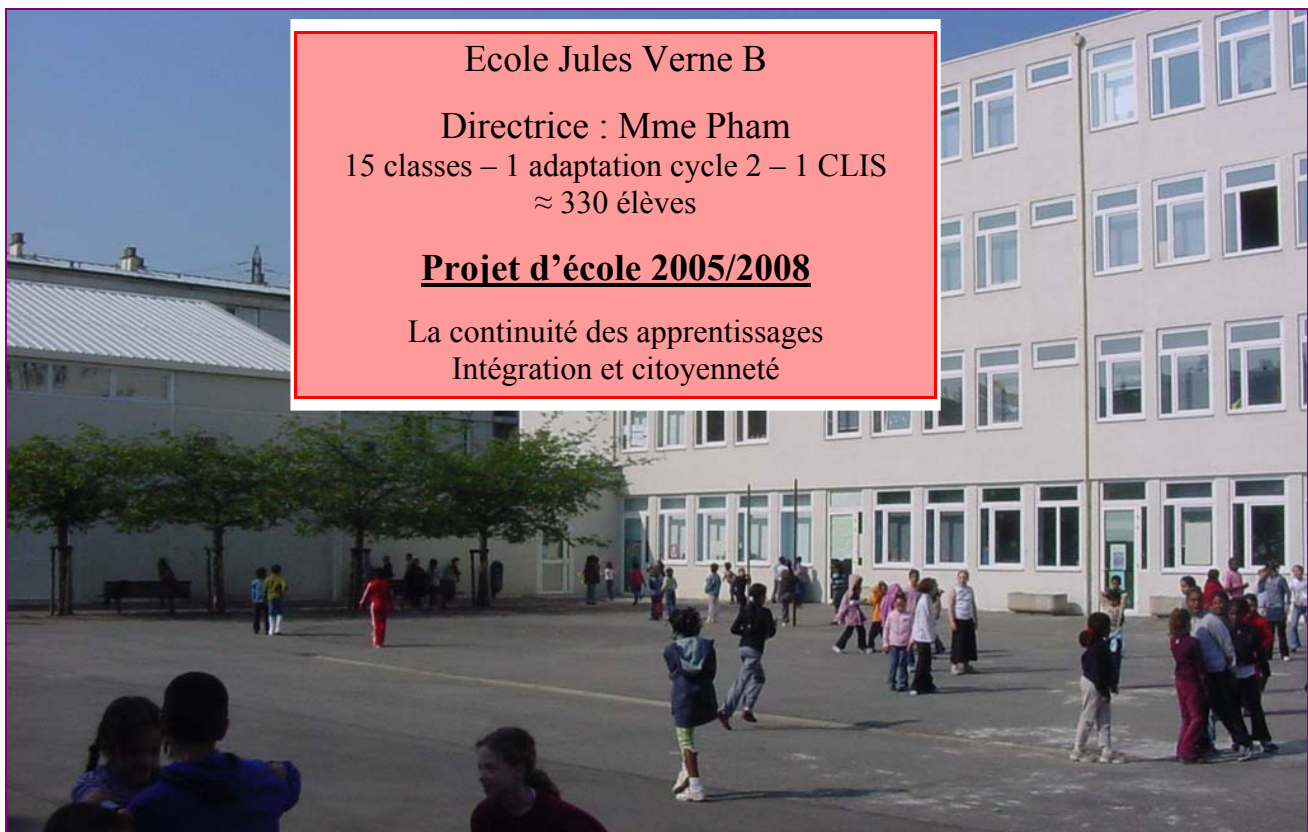 Ecole Jules Verne B
Directrice : Mme Pham
15 classes – 1 adaptation cycle 2 – 1 CLIS
≈ 330 élèves
Projet d’école 2005/2008
La continuité des apprentissages
Intégration et citoyenneté